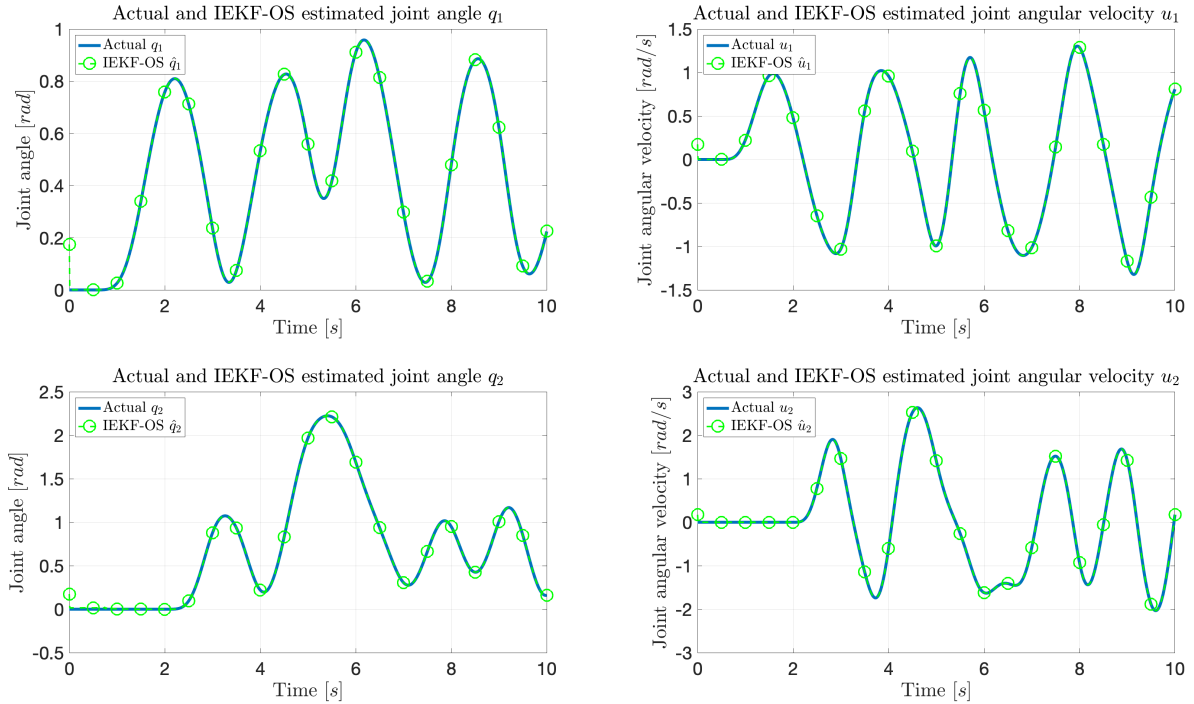 Actual and IEKF-OS estimated joint angle q₁
Actual q₁
IEKF-OS q̂₁
Joint angle [rad]
1
0.8
0.6
0.4
0.2
0
0 2 4 6 8 10
Time [s]
Actual and IEKF-OS estimated joint angular velocity u₁
Actual u₁
IEKF-OS û₁
Joint angular velocity [rad/s]
1.5
1
0.5
0
-0.5
-1
-1.5
0 2 4 6 8 10
Time [s]
Actual and IEKF-OS estimated joint angle q₂
Actual q₂
IEKF-OS q̂₂
Joint angle [rad]
2.5
2
1.5
1
0.5
0
-0.5
0 2 4 6 8 10
Time [s]
Actual and IEKF-OS estimated joint angular velocity u₂
Actual u₂
IEKF-OS û₂
Joint angular velocity [rad/s]
3
2
1
0
-1
-2
-3
0 2 4 6 8 10
Time [s]